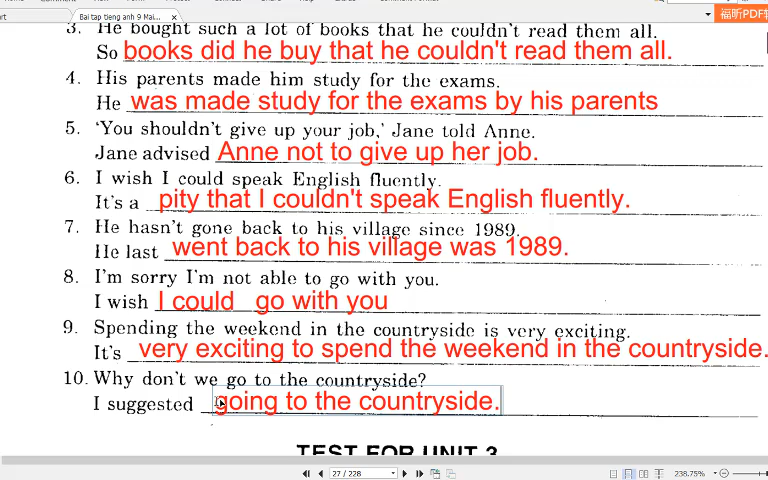 Bai tap tieng anh 9 Mai...
福昕PDF转
3. He bought such a lot of books that he couldn't read them all.
So books did he buy that he couldn't read them all.
4. His parents made him study for the exams.
He was made study for the exams by his parents
5. 'You shouldn't give up your job,' Jane told Anne.
Jane advised Anne not to give up her job.
6. I wish I could speak English fluently.
It's a pity that I couldn't speak English fluently.
7. He hasn't gone back to his village since 1989.
He last went back to his village was 1989.
8. I'm sorry I'm not able to go with you.
I wish I could go with you
9. Spending the weekend in the countryside is very exciting.
It's very exciting to spend the weekend in the countryside.
10. Why don't we go to the countryside?
I suggested going to the countryside.
TEST FOR UNIT 3
27 / 228
238.75%